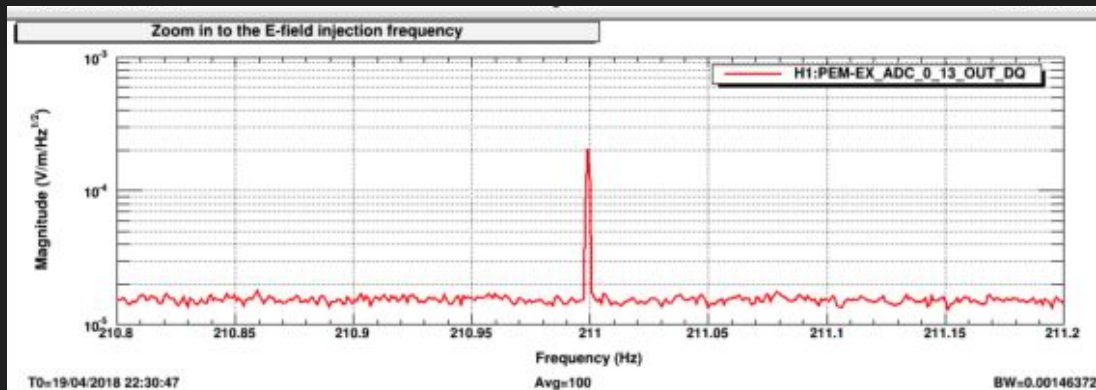 Zoom in to the E-field injection frequency
H1:PEM-EX_ADC_0_13_OUT_DQ
Magnitude (V/m/Hz^1/2)
10^-3
10^-4
10^-5
210.8 210.85 210.9 210.95 211 211.05 211.1 211.15 211.2
Frequency (Hz)
T0=19/04/2018 22:30:47 Avg=100 BW=0.00146372